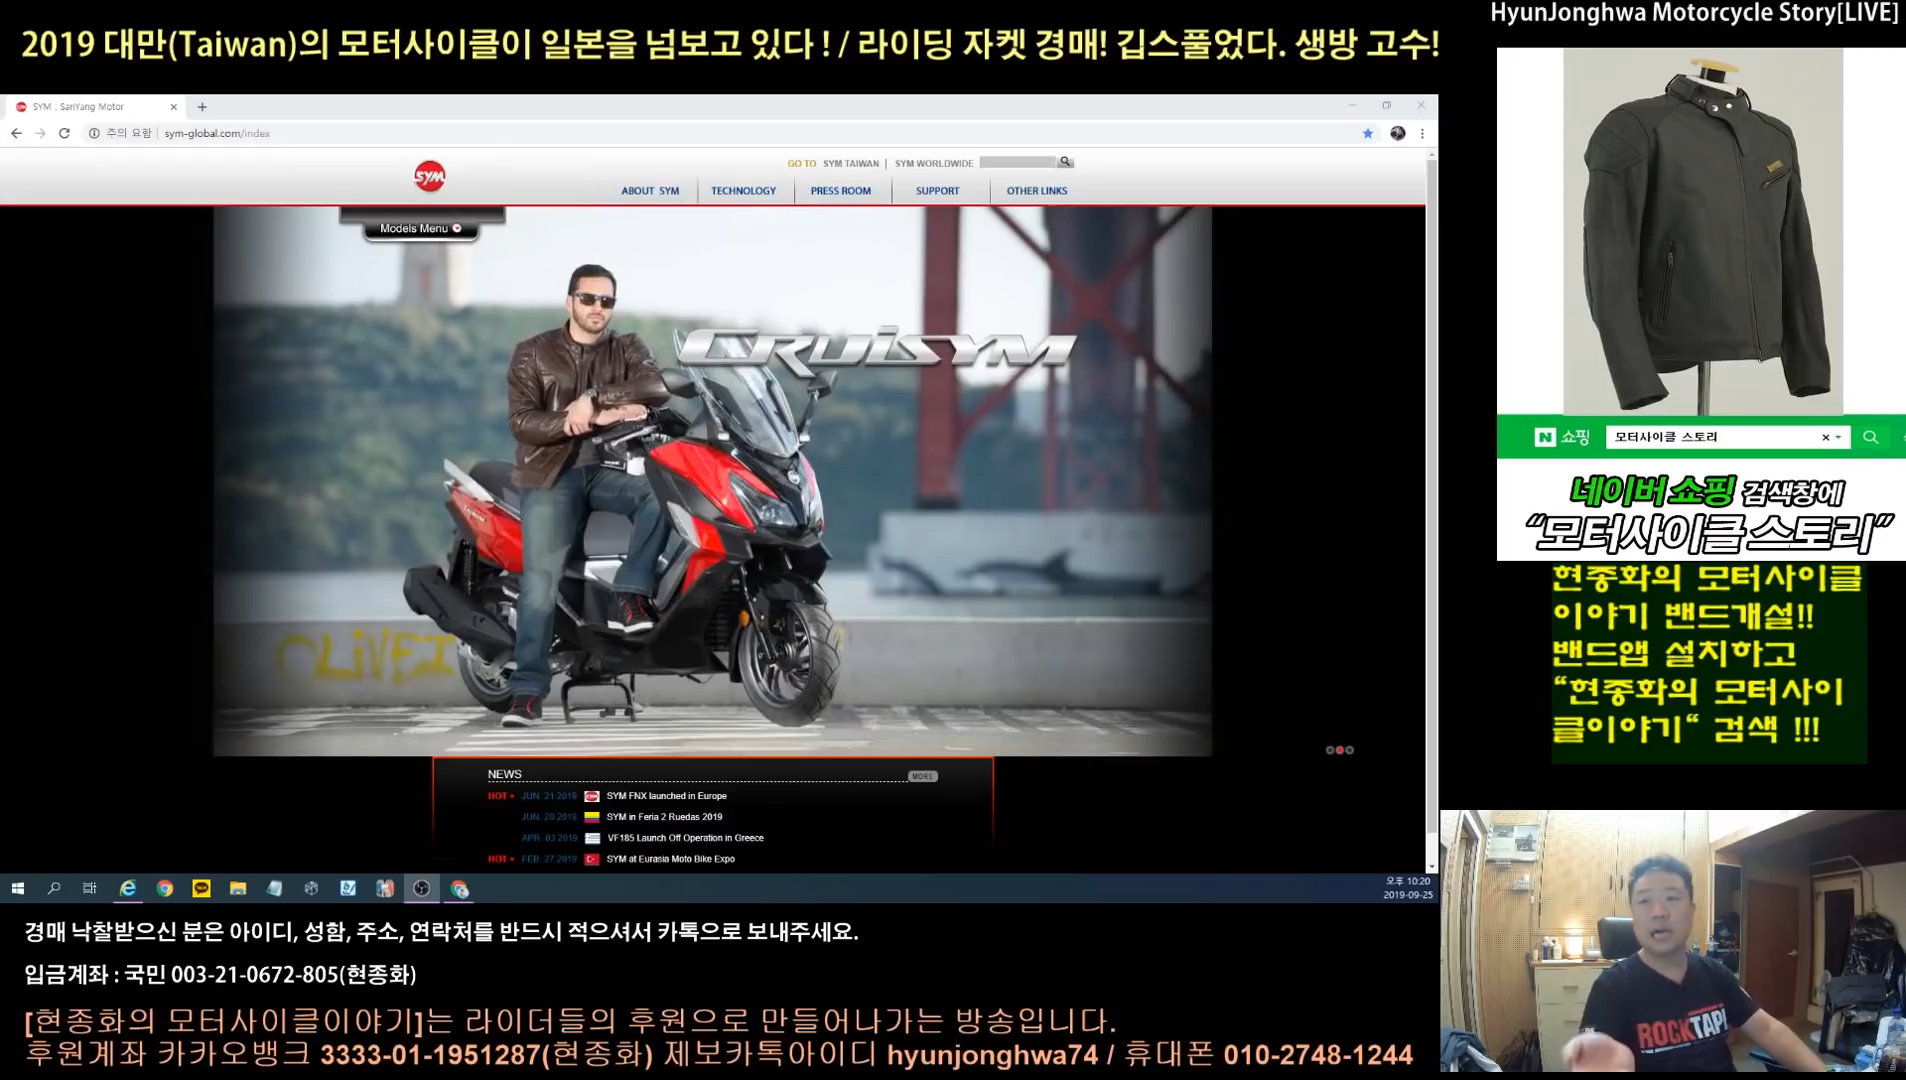 HyunJonghwa Motorcycle Story[LIVE]
2019 대만(Taiwan)의 모터사이클이 일본을 넘보고 있다 ! / 라이딩 자켓 경매! 깁스풀었다. 생방 고수!
SYM : SanYang Motor
주의 요함 | sym-global.com/index
GO TO SYM TAIWAN | SYM WORLDWIDE
SYM
ABOUT SYM
TECHNOLOGY
PRESS ROOM
SUPPORT
OTHER LINKS
Models Menu
CRUiSYM
OLiVEI
NEWS
MORE
HOT JUN. 21 2019 SYM FNX launched in Europe
JUN. 20 2019 SYM in Feria 2 Ruedas 2019
APR. 03 2019 VF185 Launch Off Operation in Greece
HOT FEB. 27 2019 SYM at Eurasia Moto Bike Expo
오후 10:20
2019-09-25
N 쇼핑 모터사이클 스토리
네이버 쇼핑 검색창에
"모터사이클 스토리"
현종화의 모터사이클
이야기 밴드개설!!
밴드앱 설치하고
"현종화의 모터사이
클이야기" 검색 !!!
ROCKTAPE
경매 낙찰받으신 분은 아이디, 성함, 주소, 연락처를 반드시 적으셔서 카톡으로 보내주세요.
입금계좌 : 국민 003-21-0672-805(현종화)
[현종화의 모터사이클이야기]는 라이더들의 후원으로 만들어나가는 방송입니다.
후원계좌 카카오뱅크 3333-01-1951287(현종화) 제보카톡아이디 hyunjonghwa74 / 휴대폰 010-2748-1244